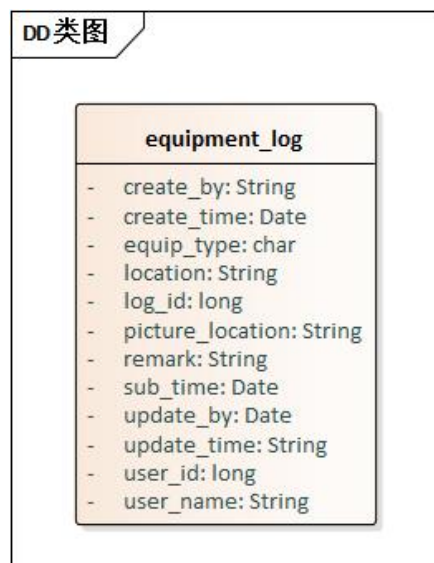 DD类图
equipment_log
- create_by: String
- create_time: Date
- equip_type: char
- location: String
- log_id: long
- picture_location: String
- remark: String
- sub_time: Date
- update_by: Date
- update_time: String
- user_id: long
- user_name: String